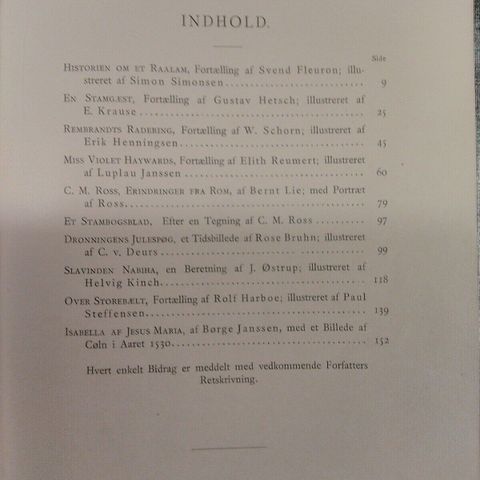 INDHOLD.
Side
HISTORIEN OM ET RAALAM, Fortælling af Svend Fleuron; illu-
streret af Simon Simonsen 9
EN STAMGÆST, Fortælling af Gustav Hetsch; illustreret af
E. Krause 25
REMBRANDTS RADERING, Fortælling af W. Schorn; illustreret af
Erik Henningsen 45
MISS VIOLET HAYWARDS, Fortælling af Elith Reumert; illustreret
af Luplau Janssen 60
C. M. ROSS, ERINDRINGER FRA ROM, af Bernt Lie; med Portræt
af Ross 79
ET STAMBOGSBLAD, Efter en Tegning af C. M. Ross 97
DRONNINGENS JULESPØG, et Tidsbillede af Rose Bruhn; illustreret
af C. v. Deurs 99
SLAVINDEN NABIHA, en Beretning af J. Østrup; illustreret af
Helvig Kinch 118
OVER STOREBÆLT, Fortælling af Rolf Harboe; illustreret af Paul
Steffensen 139
ISABELLA AF JESUS MARIA, af Børge Janssen, med et Billede af
Cøln i Aaret 1530 152
Hvert enkelt Bidrag er meddelt med vedkommende Forfatters
Retskrivning.